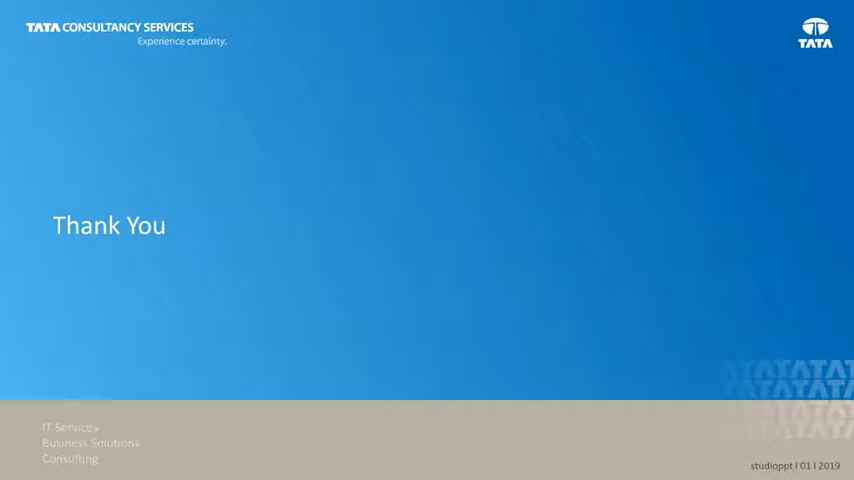 TATA CONSULTANCY SERVICES
Experience certainty.
TATA
Thank You
IT Services
Business Solutions
Consulting
studioppt I 01 I 2019